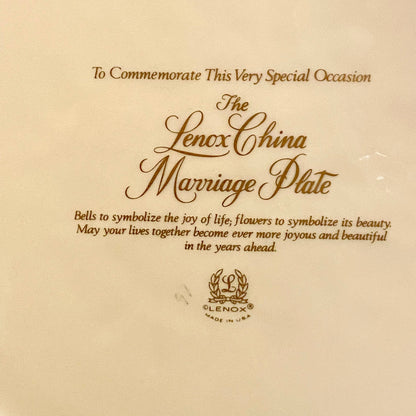 To Commemorate This Very Special Occasion
The
Lenox China
Marriage Plate
Bells to symbolize the joy of life; flowers to symbolize its beauty.
May your lives together become ever more joyous and beautiful
in the years ahead.
L
©LENOX®
MADE IN USA